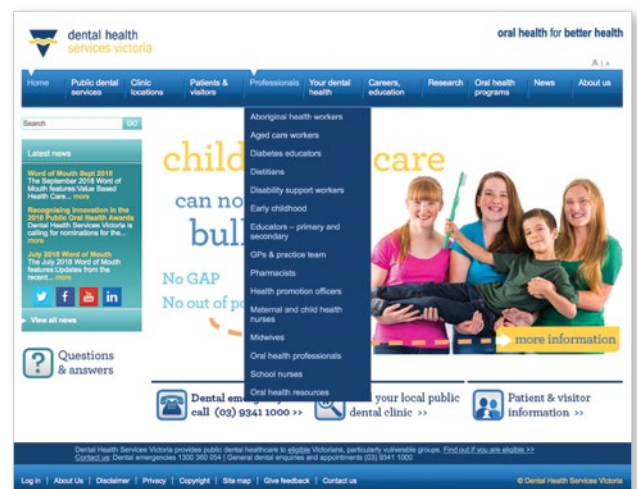 dental health
services victoria
oral health for better health
A | A
Home
Public dental
services
Clinic
locations
Patients &
visitors
Professionals
Your dental
health
Careers,
education
Research
Oral health
programs
News
About us
Search
GO
Latest news
Word of Mouth Sept 2018
The September 2018 Word of
Mouth features:Value Based
Health Care... more
Recognising innovation in the
2018 Public Oral Health Awards
Dental Health Services Victoria is
calling for nominations for the...
more
July 2018 Word of Mouth
The July 2018 Word of Mouth
features:Updates from the
recent... more
View all news
Questions
& answers
Aboriginal health workers
Aged care workers
Diabetes educators
Dietitians
Disability support workers
Early childhood
Educators – primary and
secondary
GPs & practice team
Pharmacists
Health promotion officers
Maternal and child health
nurses
Midwives
Oral health professionals
School nurses
Oral health resources
child care
can no
bul
No GAP
No out of po
more information
Dental em
call (03) 9341 1000 >>
your local public
dental clinic >>
Patient & visitor
information >>
Dental Health Services Victoria provides public dental healthcare to eligible Victorians, particularly vulnerable groups. Find out if you are eligible >>
Contact us: Dental emergencies 1300 360 054 | General dental enquiries and appointments (03) 9341 1000
Log in | About Us | Disclaimer | Privacy | Copyright | Site map | Give feedback | Contact us
© Dental Health Services Victoria